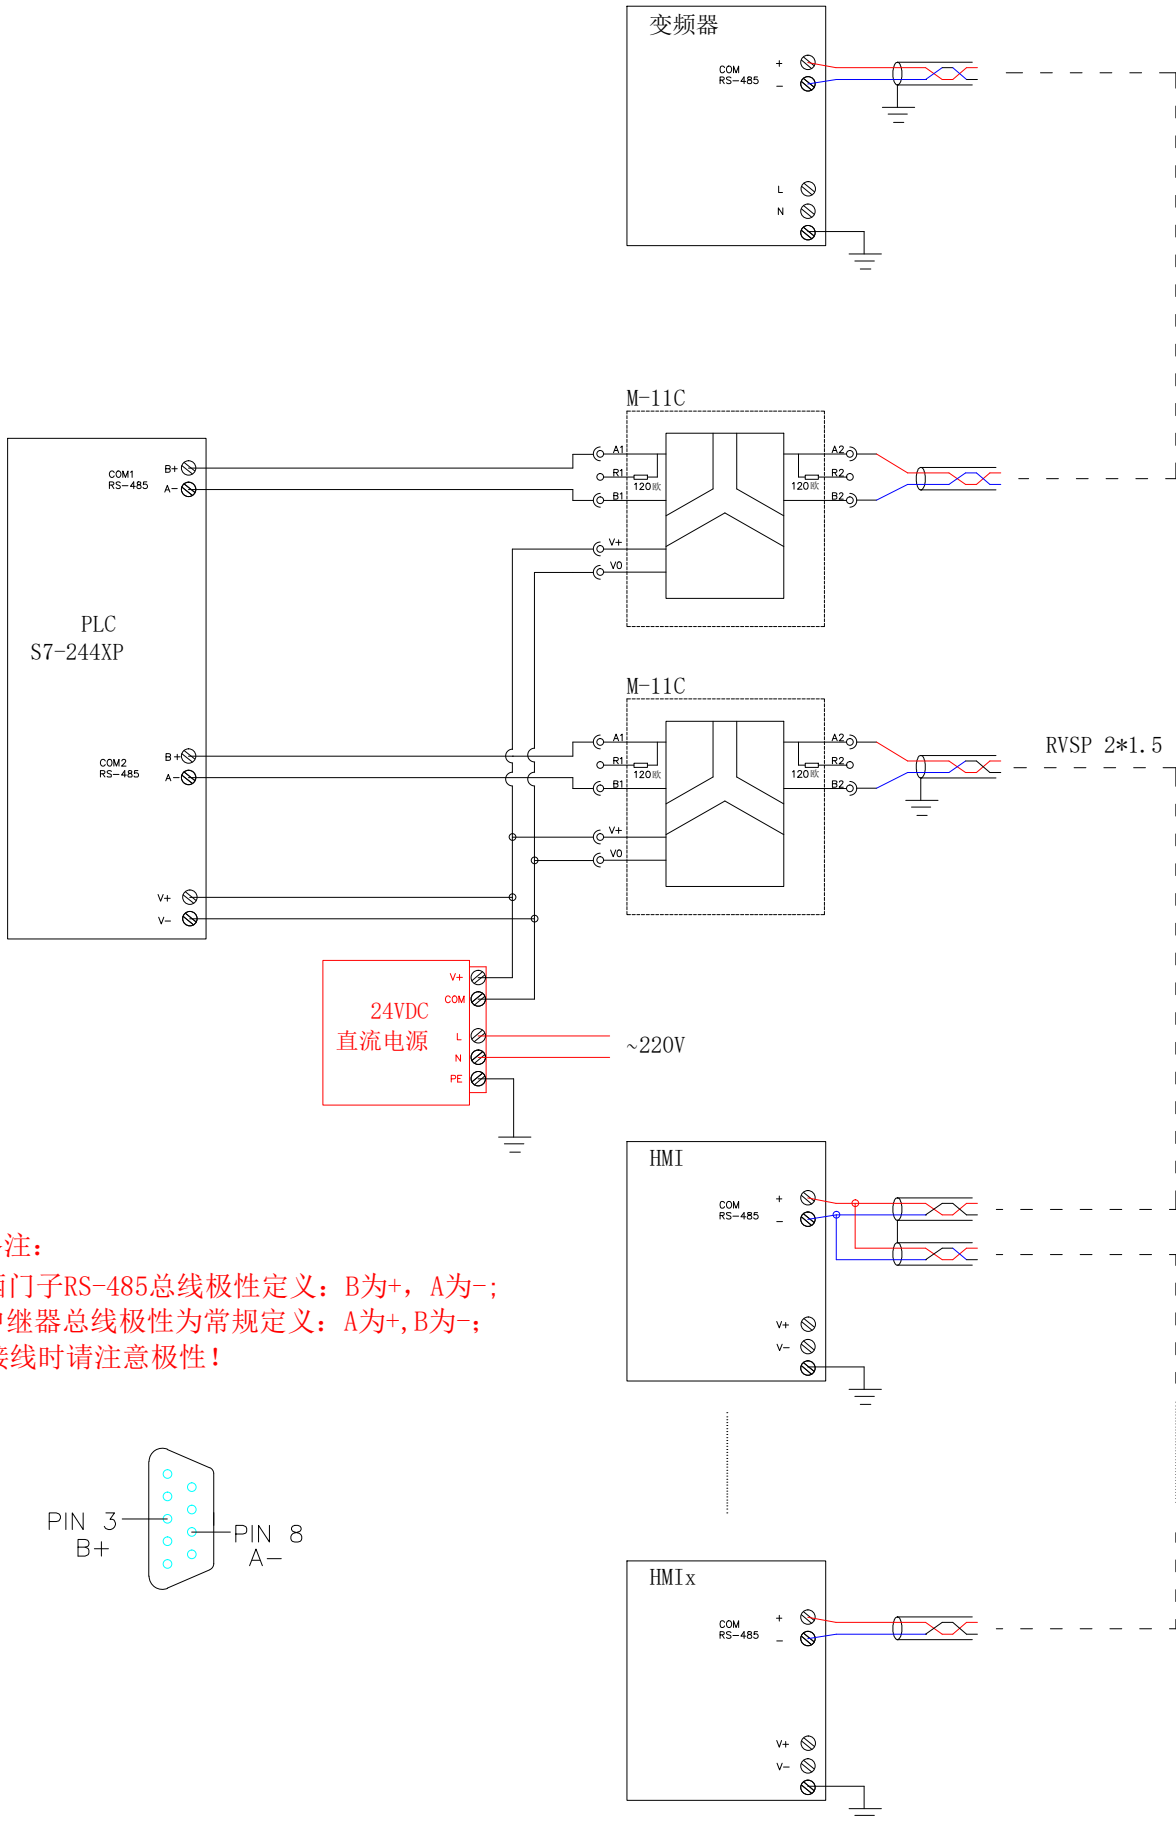 变频器
COM
RS-485
+
-
L
N
M-11C
A1
R1
120欧
B1
V+
V0
A2
R2
120欧
B2
COM1
RS-485
B+
A-
PLC
S7-244XP
COM2
RS-485
B+
A-
V+
V-
M-11C
A1
R1
120欧
B1
V+
V0
A2
R2
120欧
B2
RVSP 2*1.5
24VDC
直流电源
V+
COM
L
N
PE
~220V
HMI
COM
RS-485
+
-
V+
V-
注：
门子RS-485总线极性定义：B为+，A为-；
继器总线极性为常规定义：A为+,B为-；
线时请注意极性！
PIN 3
B+
PIN 8
A-
HMIx
COM
RS-485
+
-
V+
V-